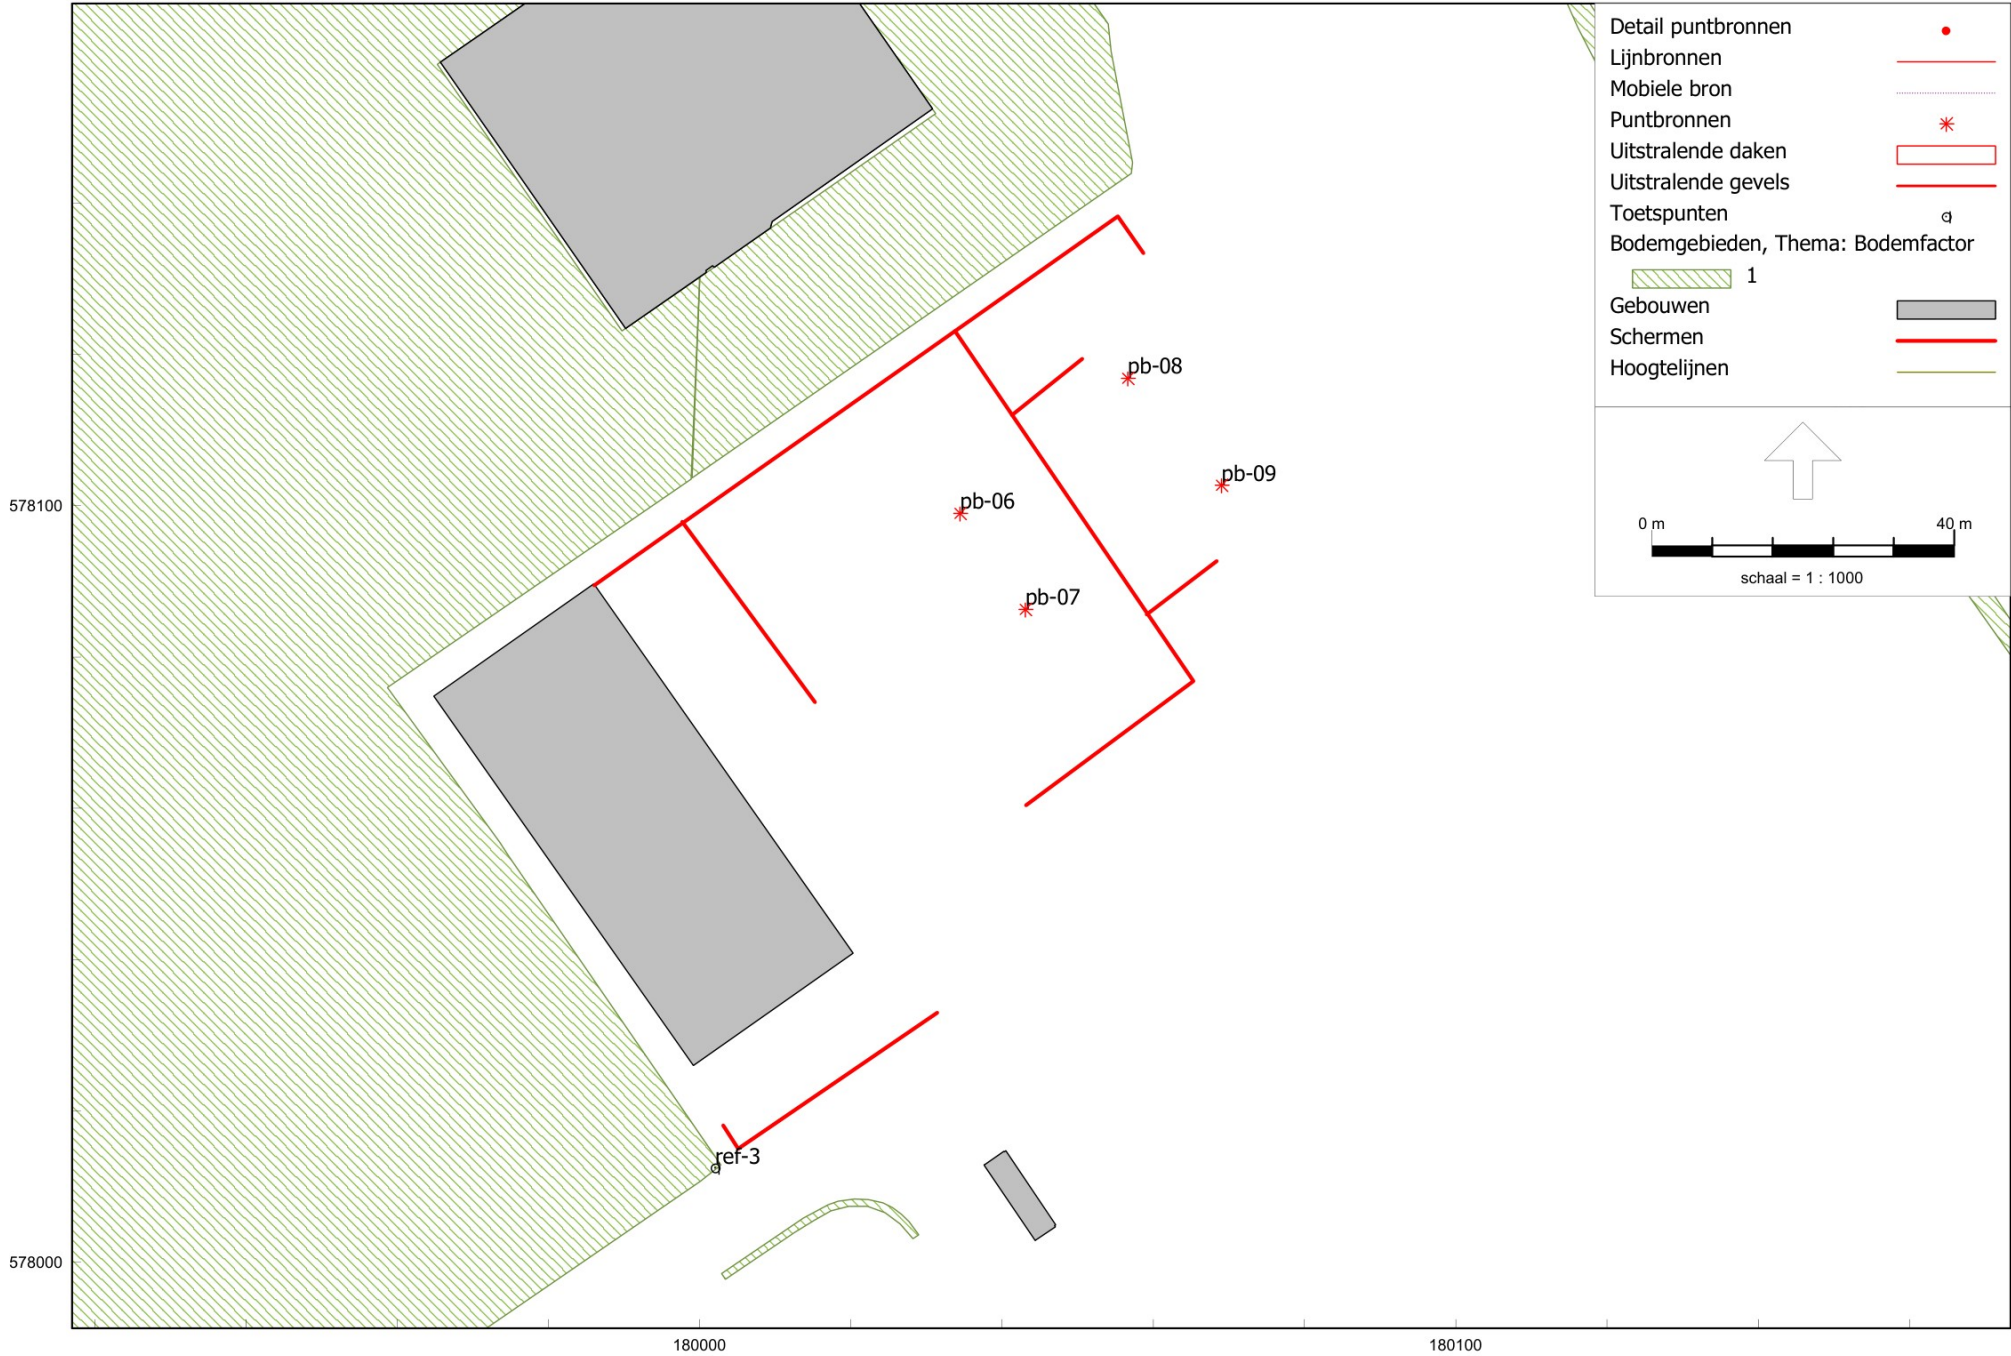 Detail puntbronnen
Lijnbronnen
Mobiele bron
Puntbronnen
Uitstralende daken
Uitstralende gevels
Toetspunten
Bodemgebieden, Thema: Bodemfactor
1
Gebouwen
Schermen
Hoogtelijnen
0 m 40 m
schaal = 1 : 1000
pb-08
pb-09
pb-06
pb-07
ref-3
578100
578000
180000 180100